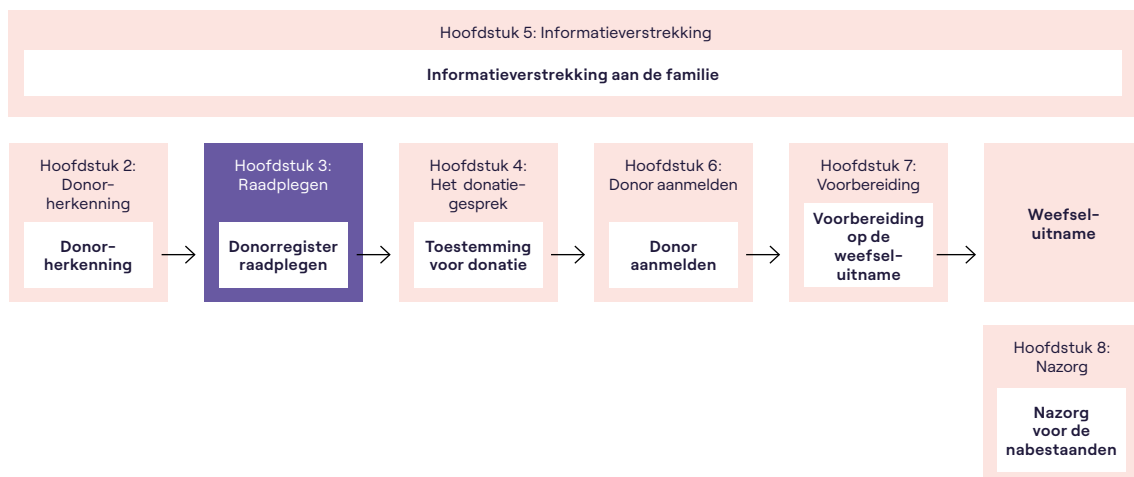 Hoofdstuk 5: Informatieverstrekking
Informatieverstrekking aan de familie
Hoofdstuk 2:
Donor-
herkenning
Donor-
herkenning
Hoofdstuk 3:
Raadplegen
Donorregister
raadplegen
Hoofdstuk 4:
Het donatie-
gesprek
Toestemming
voor donatie
Hoofdstuk 6:
Donor aanmelden
Donor
aanmelden
Hoofdstuk 7:
Voorbereiding
Voorbereiding
op de
weefsel-
uitname
Weefsel-
uitname
Hoofdstuk 8:
Nazorg
Nazorg
voor de
nabestaanden